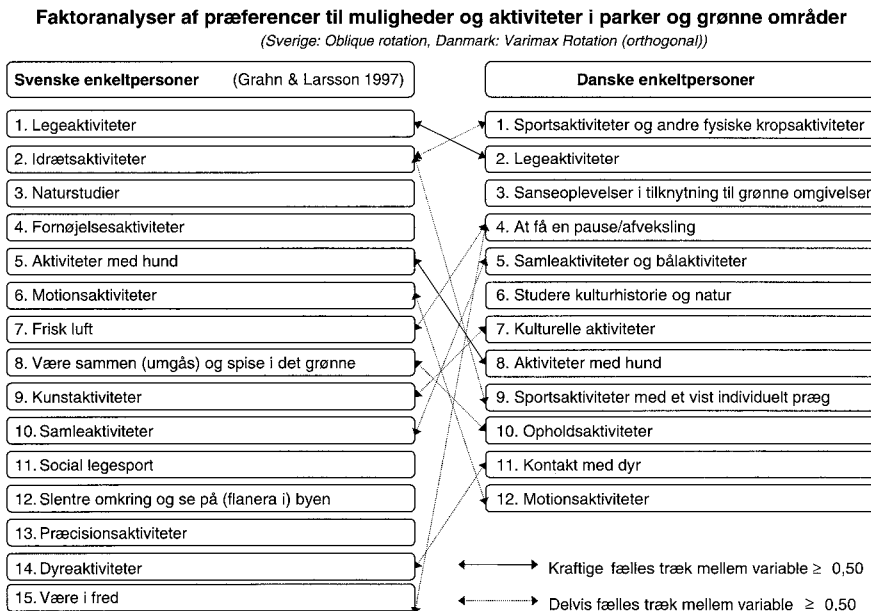 Faktoranalyser af præferencer til muligheder og aktiviteter i parker og grønne områder
(Sverige: Oblique rotation, Danmark: Varimax Rotation (orthogonal))
Svenske enkeltpersoner (Grahn & Larsson 1997)
1. Legeaktiviteter
2. Idrætsaktiviteter
3. Naturstudier
4. Fornøjelsesaktiviteter
5. Aktiviteter med hund
6. Motionsaktiviteter
7. Frisk luft
8. Være sammen (umgås) og spise i det grønne
9. Kunstaktiviteter
10. Samleaktiviteter
11. Social legesport
12. Slentre omkring og se på (flanera i) byen
13. Præcisionsaktiviteter
14. Dyreaktiviteter
15. Være i fred
Danske enkeltpersoner
1. Sportsaktiviteter og andre fysiske kropsaktiviteter
2. Legeaktiviteter
3. Sanseoplevelser i tilknytning til grønne omgivelser
4. At få en pause/afveksling
5. Samleaktiviteter og bålaktiviteter
6. Studere kulturhistorie og natur
7. Kulturelle aktiviteter
8. Aktiviteter med hund
9. Sportsaktiviteter med et vist individuelt præg
10. Opholdsaktiviteter
11. Kontakt med dyr
12. Motionsaktiviteter
Kraftige fælles træk mellem variable ≥ 0,50
Delvis fælles træk mellem variable ≥ 0,50